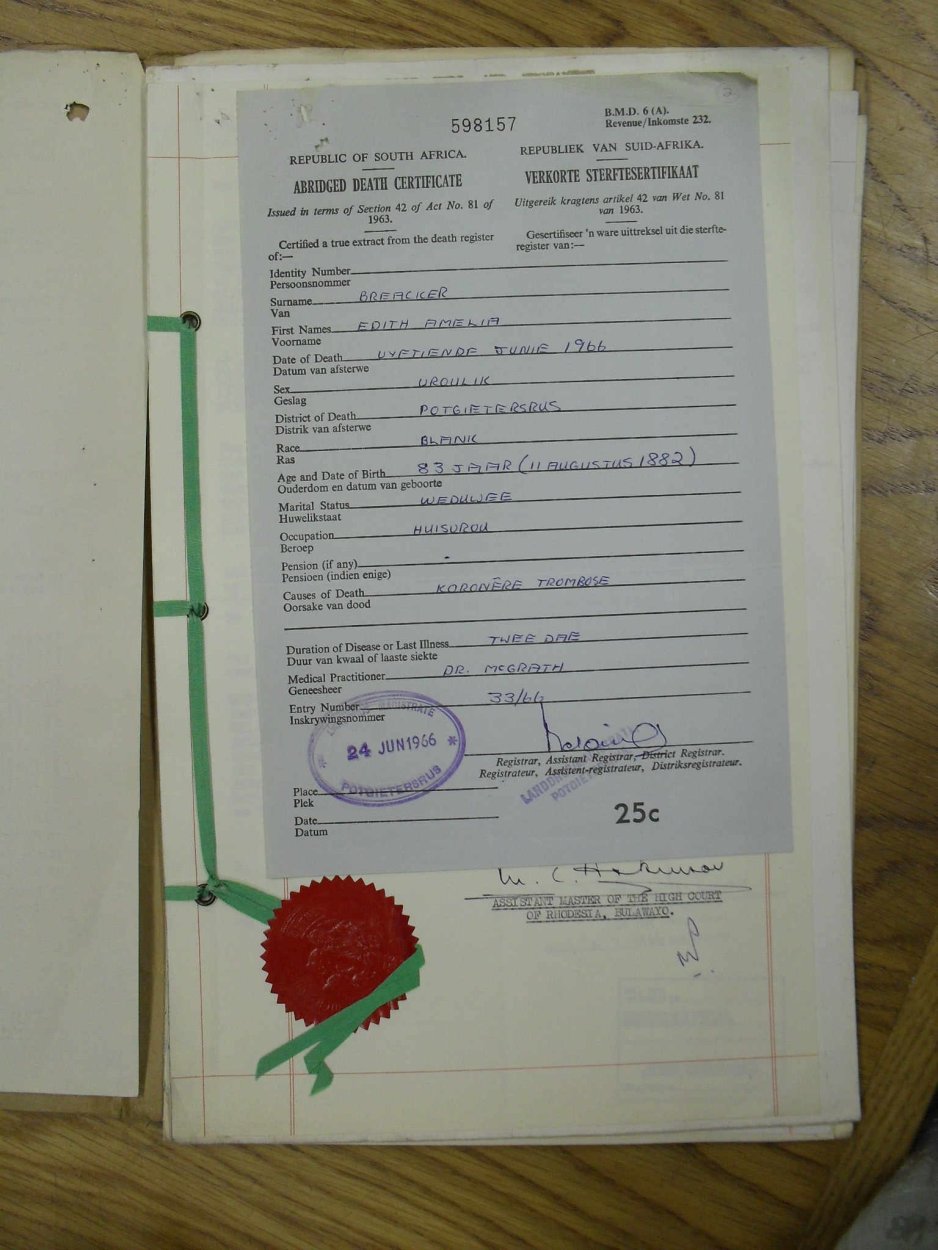 598157
B.M.D. 6 (A).
Revenue/Inkomste 232.
REPUBLIC OF SOUTH AFRICA.
ABRIDGED DEATH CERTIFICATE
Issued in terms of Section 42 of Act No. 81 of
1963.
Certified a true extract from the death register
of:—
REPUBLIEK VAN SUID-AFRIKA.
VERKORTE STERFTESERTIFIKAAT
Uitgereik kragtens artikel 42 van Wet No. 81
van 1963.
Gesertifiseer 'n ware uittreksel uit die sterfte-
register van:—
Identity Number
Persoonsnommer
Surname BREACKER
Van
First Names EDITH AMELIA
Voorname
Date of Death VYFTIENDE JUNIE 1966
Datum van afsterwe
Sex VROULIK
Geslag
District of Death POTGIETERSRUS
Distrik van afsterwe
Race BLANK
Ras
Age and Date of Birth 83 JAAR (11 AUGUSTUS 1882)
Ouderdom en datum van geboorte
Marital Status WEDUWEE
Huwelikstaat
Occupation HUISVROU
Beroep
Pension (if any) -
Pensioen (indien enige)
Causes of Death KORONÊRE TROMBOSE
Oorsake van dood
Duration of Disease or Last Illness TWEE DAE
Duur van kwaal of laaste siekte
Medical Practitioner DR. McGRATH
Geneesheer
Entry Number 33/66
Inskrywingsnommer
MAGISTRATE
24 JUN 1966
POTGIETERSRUS
Registrar, Assistant Registrar, District Registrar.
Registrateur, Assistent-registrateur, Distriksregistrateur.
Place
Plek
Date
Datum
25c
ASSISTANT MASTER OF THE HIGH COURT
OF RHODESIA, BULAWAYO.